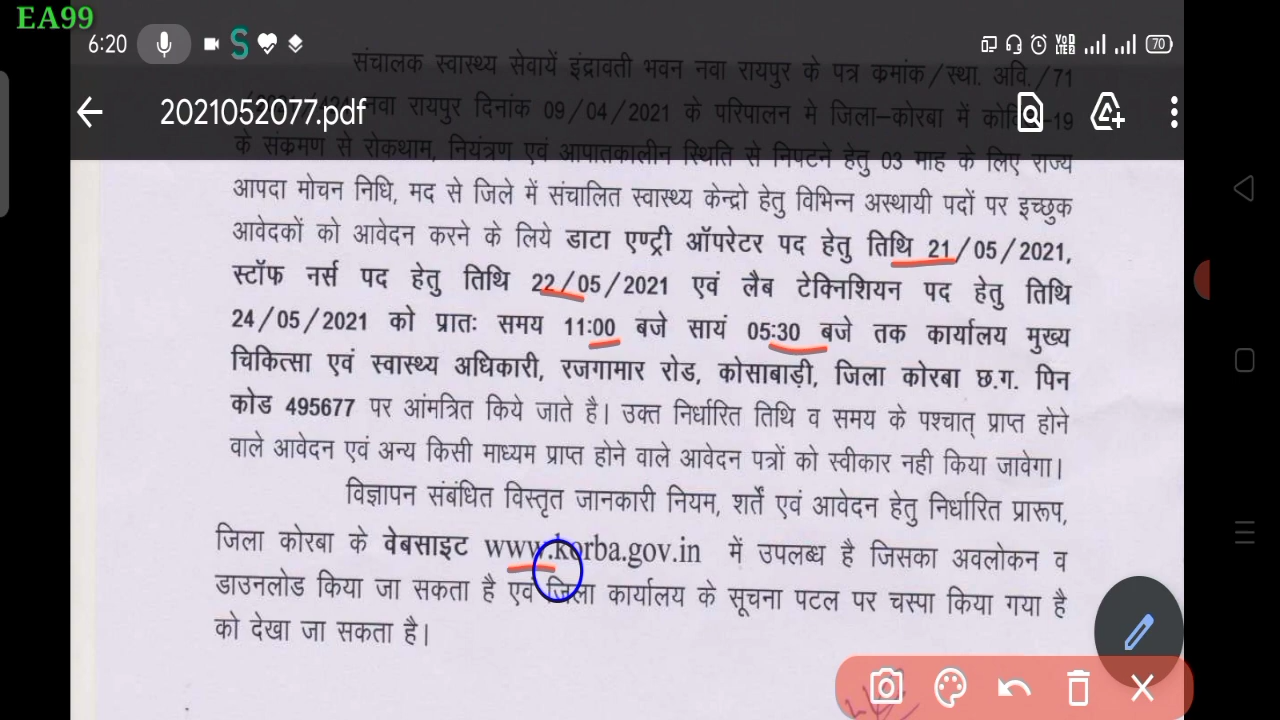 EA99
6:20
VoD LTE2 70
2021052077.pdf
संचालक स्वास्थ्य सेवायें इंद्रावती भवन नवा रायपुर के पत्र क्रमांक/स्था. अवि./71
नवा रायपुर दिनांक 09/04/2021 के परिपालन मे जिला–कोरबा में -19
के संक्रमण से रोकथाम, नियंत्रण एवं आपातकालीन स्थिति से निपटने हेतु 03 माह के लिए राज्य
आपदा मोचन निधि, मद से जिले में संचालित स्वास्थ्य केन्द्रो हेतु विभिन्न अस्थायी पदों पर इच्छुक
आवेदकों को आवेदन करने के लिये डाटा एण्ट्री ऑपरेटर पद हेतु तिथि 21/05/2021,
स्टॉफ नर्स पद हेतु तिथि 22/05/2021 एवं लैब टेक्निशियन पद हेतु तिथि
24/05/2021 को प्रातः समय 11:00 बजे सायं 05:30 बजे तक कार्यालय मुख्य
चिकित्सा एवं स्वास्थ्य अधिकारी, रजगामार रोड, कोसाबाड़ी, जिला कोरबा छ.ग. पिन
कोड 495677 पर आंमत्रित किये जाते है। उक्त निर्धारित तिथि व समय के पश्चात् प्राप्त होने
वाले आवेदन एवं अन्य किसी माध्यम प्राप्त होने वाले आवेदन पत्रों को स्वीकार नही किया जावेगा।
विज्ञापन संबंधित विस्तृत जानकारी नियम, शर्तें एवं आवेदन हेतु निर्धारित प्रारूप,
जिला कोरबा के वेबसाइट www.korba.gov.in में उपलब्ध है जिसका अवलोकन व
डाउनलोड किया जा सकता है एवं जिला कार्यालय के सूचना पटल पर चस्पा किया गया है
को देखा जा सकता है।